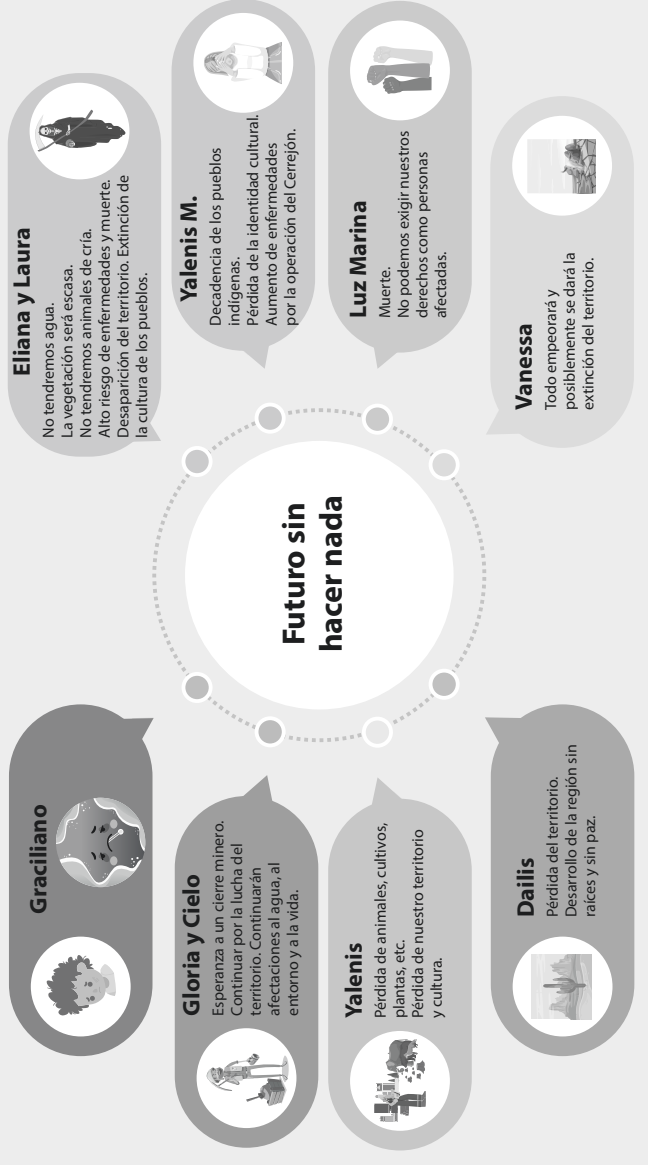 Graciliano
Gloria y Cielo
Esperanza a un cierre minero.
Continuar por la lucha del
territorio. Continuarán
afectaciones al agua, al
entorno y a la vida.
Yalenis
Pérdida de animales, cultivos,
plantas, etc.
Pérdida de nuestro territorio
y cultura.
Dailis
Pérdida del territorio.
Desarrollo de la región sin
raíces y sin paz.
Futuro sin
hacer nada
Eliana y Laura
No tendremos agua.
La vegetación será escasa.
No tendremos animales de cría.
Alto riesgo de enfermedades y muerte.
Desaparición del territorio. Extinción de
la cultura de los pueblos.
Yalenis M.
Decadencia de los pueblos
indígenas.
Pérdida de la identidad cultural.
Aumento de enfermedades
por la operación del Cerrejón.
Luz Marina
Muerte.
No podemos exigir nuestros
derechos como personas
afectadas.
Vanessa
Todo empeorará y
posiblemente se dará la
extinción del territorio.